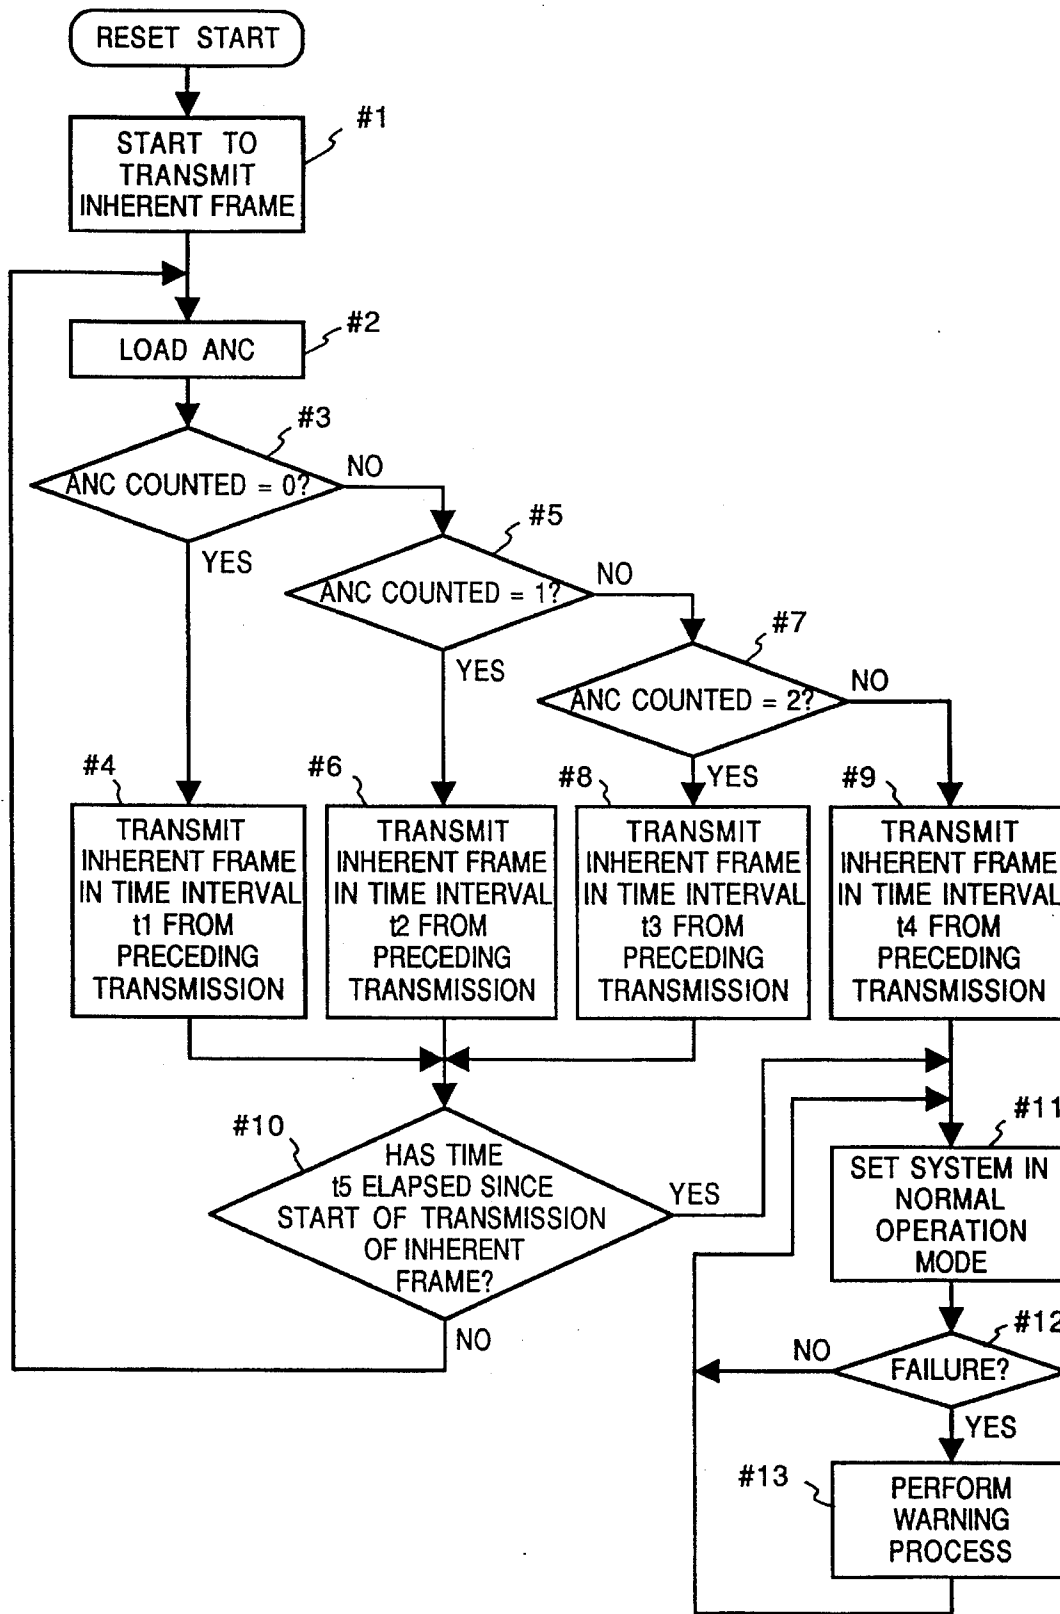 RESET START
#1
START TO
TRANSMIT
INHERENT FRAME
#2
LOAD ANC
#3
ANC COUNTED = 0?
NO
YES
#5
ANC COUNTED = 1?
NO
YES
#7
ANC COUNTED = 2?
NO
YES
#4
TRANSMIT
INHERENT FRAME
IN TIME INTERVAL
t1 FROM
PRECEDING
TRANSMISSION
#6
TRANSMIT
INHERENT FRAME
IN TIME INTERVAL
t2 FROM
PRECEDING
TRANSMISSION
#8
TRANSMIT
INHERENT FRAME
IN TIME INTERVAL
t3 FROM
PRECEDING
TRANSMISSION
#9
TRANSMIT
INHERENT FRAME
IN TIME INTERVAL
t4 FROM
PRECEDING
TRANSMISSION
#10
HAS TIME
t5 ELAPSED SINCE
START OF TRANSMISSION
OF INHERENT
FRAME?
YES
NO
#11
SET SYSTEM IN
NORMAL
OPERATION
MODE
#12
FAILURE?
NO
YES
#13
PERFORM
WARNING
PROCESS